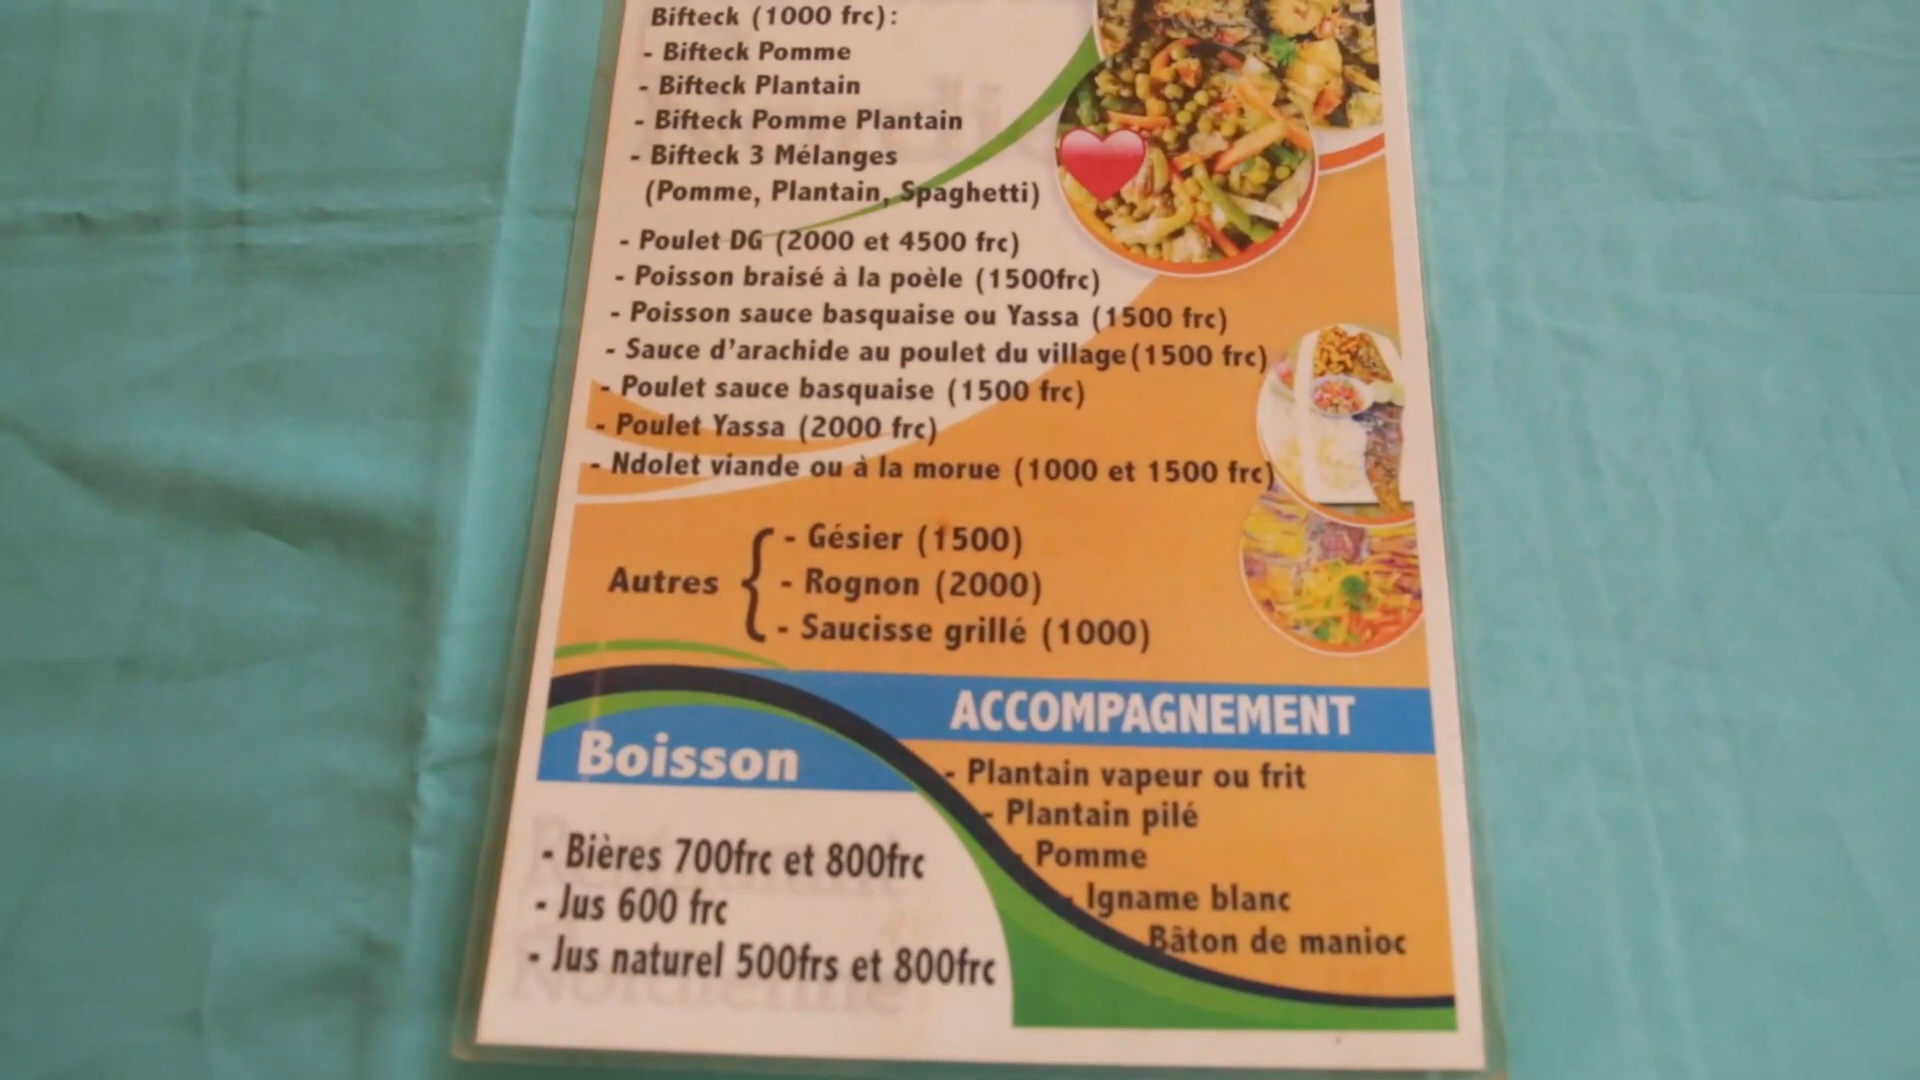 Bifteck (1000 frc):
- Bifteck Pomme
- Bifteck Plantain
- Bifteck Pomme Plantain
- Bifteck 3 Mélanges
(Pomme, Plantain, Spaghetti)
- Poulet DG (2000 et 4500 frc)
- Poisson braisé à la poèle (1500frc)
- Poisson sauce basquaise ou Yassa (1500 frc)
- Sauce d'arachide au poulet du village (1500 frc)
- Poulet sauce basquaise (1500 frc)
- Poulet Yassa (2000 frc)
- Ndolet viande ou à la morue (1000 et 1500 frc)
Autres
- Gésier (1500)
- Rognon (2000)
- Saucisse grillé (1000)
Boisson
- Bières 700frc et 800frc
- Jus 600 frc
- Jus naturel 500frs et 800frc
ACCOMPAGNEMENT
- Plantain vapeur ou frit
- Plantain pilé
- Pomme
- Igname blanc
Bâton de manioc